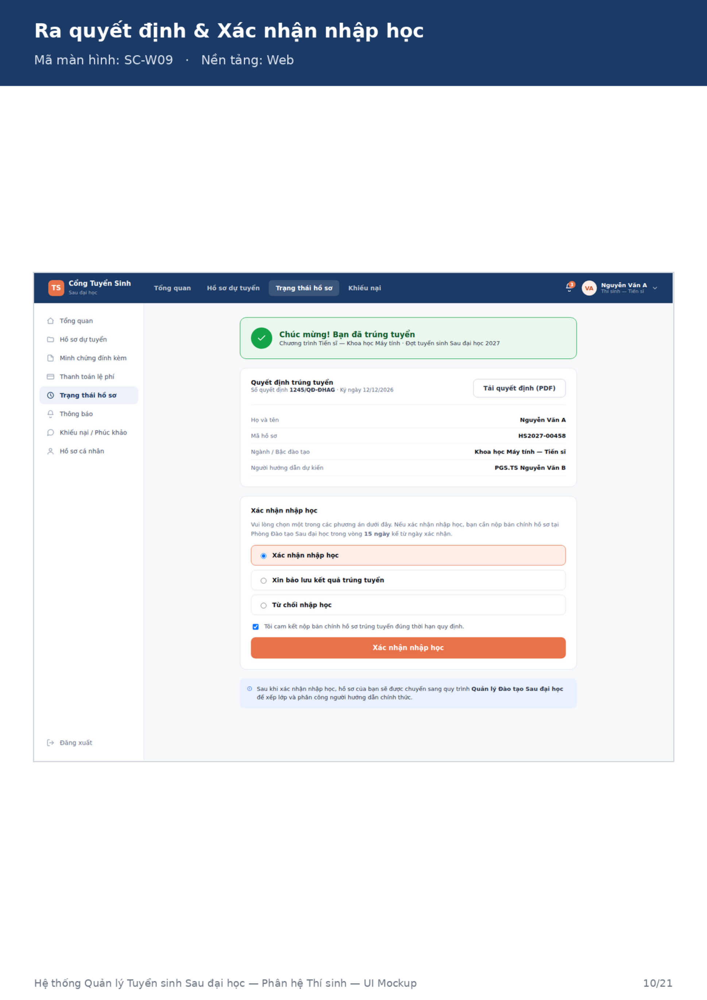 Ra quyết định & Xác nhận nhập học
Mã màn hình: SC-W09 · Nền tảng: Web
TS
Cổng Tuyển Sinh
Sau đại học
Tổng quan
Hồ sơ dự tuyển
Trạng thái hồ sơ
Khiếu nại
3
VA
Nguyễn Văn A
Thí sinh — Tiến sĩ
Tổng quan
Hồ sơ dự tuyển
Minh chứng đính kèm
Thanh toán lệ phí
Trạng thái hồ sơ
Thông báo
Khiếu nại / Phúc khảo
Hồ sơ cá nhân
Đăng xuất
Chúc mừng! Bạn đã trúng tuyển
Chương trình Tiến sĩ — Khoa học Máy tính · Đợt tuyển sinh Sau đại học 2027
Quyết định trúng tuyển
Số quyết định 1245/QĐ-ĐHAG · Ký ngày 12/12/2026
Tải quyết định (PDF)
Họ và tên Nguyễn Văn A
Mã hồ sơ HS2027-00458
Ngành / Bậc đào tạo Khoa học Máy tính — Tiến sĩ
Người hướng dẫn dự kiến PGS.TS Nguyễn Văn B
Xác nhận nhập học
Vui lòng chọn một trong các phương án dưới đây. Nếu xác nhận nhập học, bạn cần nộp bản chính hồ sơ tại
Phòng Đào tạo Sau đại học trong vòng 15 ngày kể từ ngày xác nhận.
Xác nhận nhập học
Xin bảo lưu kết quả trúng tuyển
Từ chối nhập học
Tôi cam kết nộp bản chính hồ sơ trúng tuyển đúng thời hạn quy định.
Xác nhận nhập học
Sau khi xác nhận nhập học, hồ sơ của bạn sẽ được chuyển sang quy trình Quản lý Đào tạo Sau đại học
để xếp lớp và phân công người hướng dẫn chính thức.
Hệ thống Quản lý Tuyển sinh Sau đại học — Phân hệ Thí sinh — UI Mockup
10/21